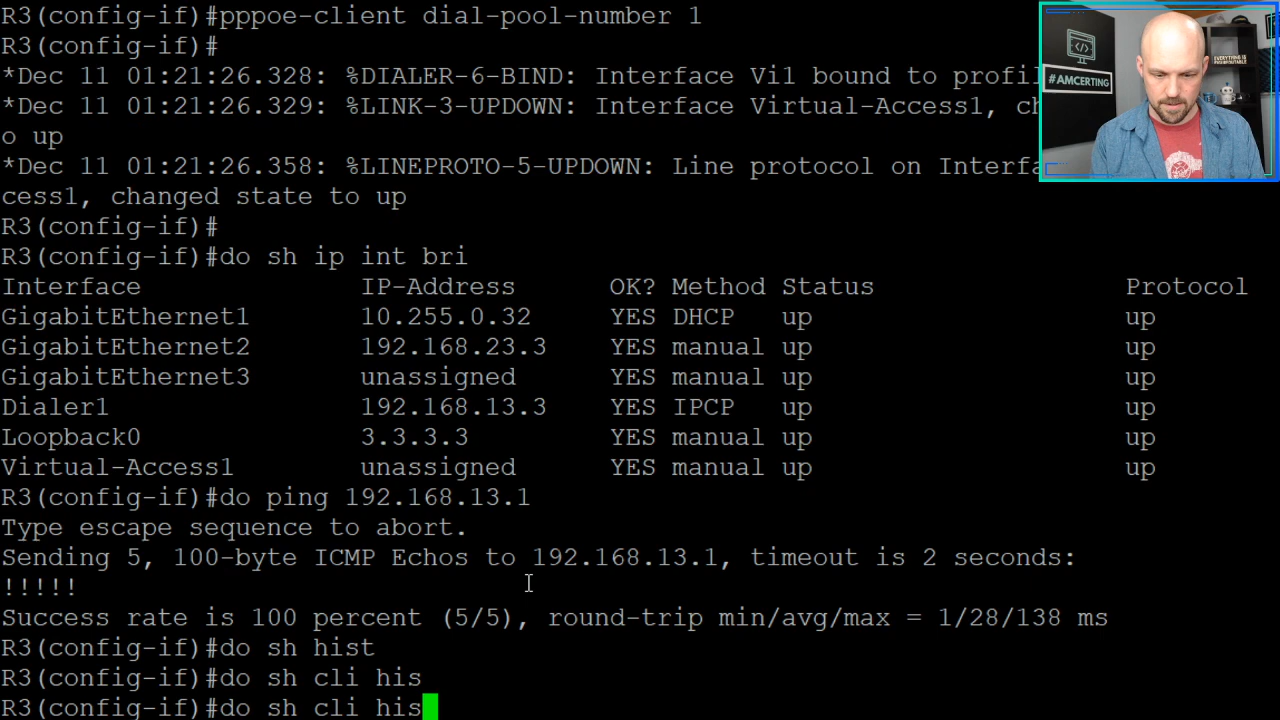 R3(config-if)#pppoe-client dial-pool-number 1
R3(config-if)#
*Dec 11 01:21:26.328: %DIALER-6-BIND: Interface Vi1 bound to profil
*Dec 11 01:21:26.329: %LINK-3-UPDOWN: Interface Virtual-Access1, ch
o up
*Dec 11 01:21:26.358: %LINEPROTO-5-UPDOWN: Line protocol on Interfa
cess1, changed state to up
R3(config-if)#
R3(config-if)#do sh ip int bri
Interface IP-Address OK? Method Status Protocol
GigabitEthernet1 10.255.0.32 YES DHCP up up
GigabitEthernet2 192.168.23.3 YES manual up up
GigabitEthernet3 unassigned YES manual up up
Dialer1 192.168.13.3 YES IPCP up up
Loopback0 3.3.3.3 YES manual up up
Virtual-Access1 unassigned YES manual up up
R3(config-if)#do ping 192.168.13.1
Type escape sequence to abort.
Sending 5, 100-byte ICMP Echos to 192.168.13.1, timeout is 2 seconds:
!!!!!
Success rate is 100 percent (5/5), round-trip min/avg/max = 1/28/138 ms
R3(config-if)#do sh hist
R3(config-if)#do sh cli his
R3(config-if)#do sh cli his
#AMCERTING